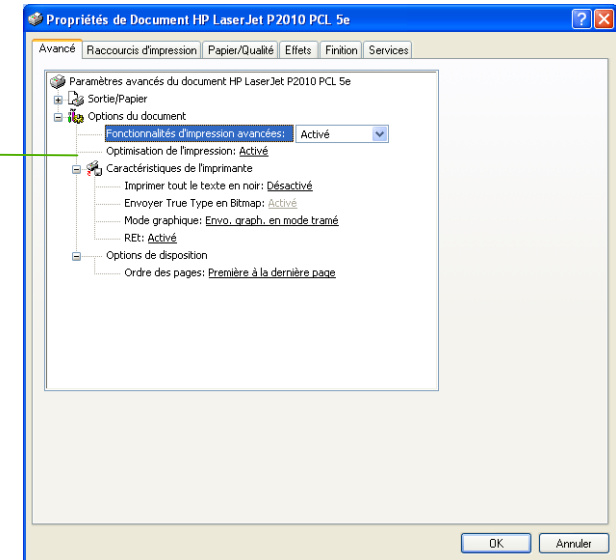 Propriétés de Document HP LaserJet P2010 PCL 5e
Avancé Raccourcis d'impression Papier/Qualité Effets Finition Services
Paramètres avancés du document HP LaserJet P2010 PCL 5e
Sortie/Papier
Options du document
Fonctionnalités d'impression avancées: Activé
Optimisation de l'impression: Activé
Caractéristiques de l'imprimante
Imprimer tout le texte en noir: Désactivé
Envoyer True Type en Bitmap: Activé
Mode graphique: Envo. graph. en mode tramé
REt: Activé
Options de disposition
Ordre des pages: Première à la dernière page
OK Annuler